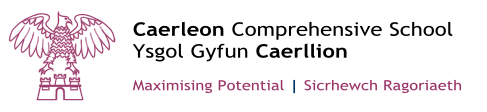 Caerleon Comprehensive School
Ysgol Gyfun Caerllion
Maximising Potential | Sicrhewch Ragoriaeth